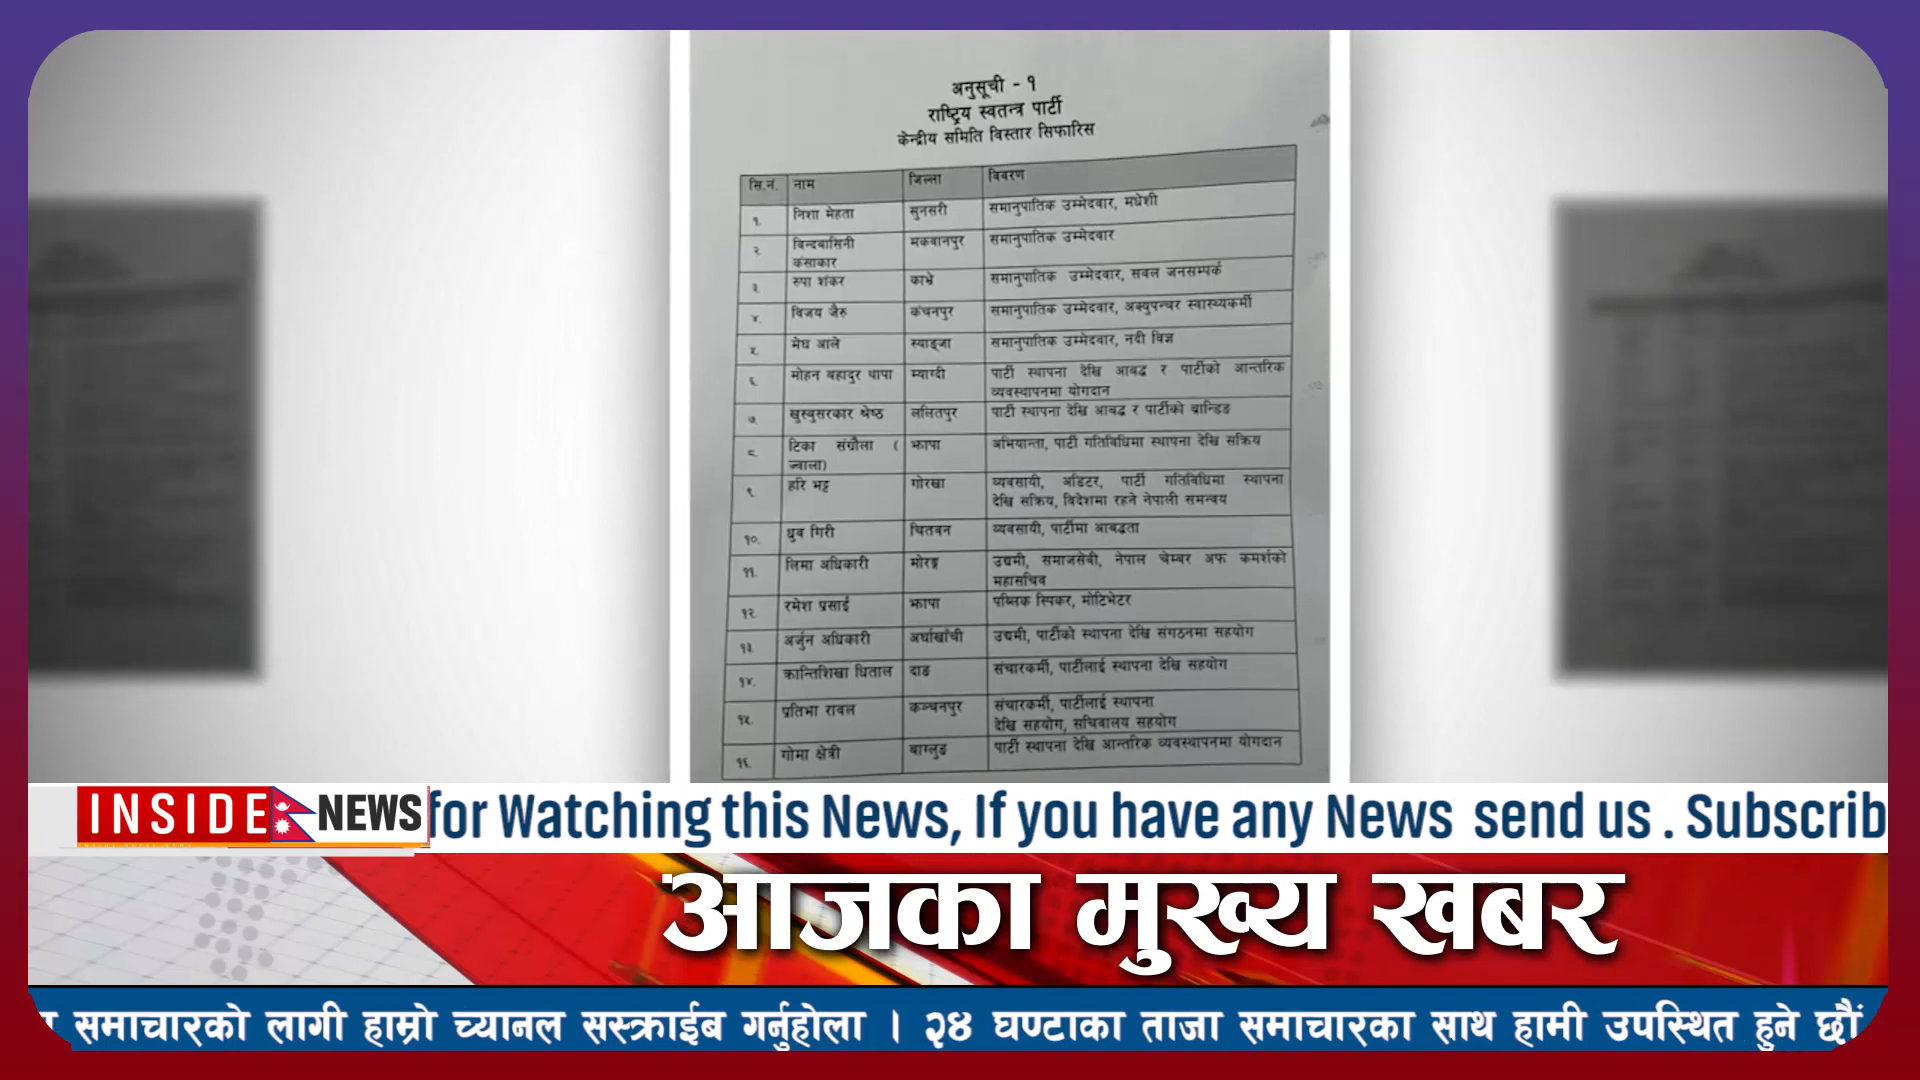 अनुसूची - १
राष्ट्रिय स्वतन्त्र पार्टी
केन्द्रीय समिति विस्तार सिफारिस
सि.नं. नाम जिल्ला विवरण
१. निशा मेहता सुनसरी समानुपातिक उम्मेदवार, मधेशी
२. विन्दबासिनी कंसाकार मकवानपुर समानुपातिक उम्मेदवार
३. रुपा शंकर काभ्रे समानुपातिक उम्मेदवार, सवल जनसम्पर्क
४. विजय जैरु कंचनपुर समानुपातिक उम्मेदवार, अक्युपन्चर स्वास्थ्यकर्मी
५. मेघ आले स्याङ्जा समानुपातिक उम्मेदवार, नदी विज्ञ
६. मोहन बहादुर थापा म्याग्दी पार्टी स्थापना देखि आबद्ध र पार्टीको आन्तरिक
व्यवस्थापनमा योगदान
७. खुस्बुसरकार श्रेष्ठ ललितपुर पार्टी स्थापना देखि आबद्ध र पार्टीको ब्रान्डिङ
८. टिका संग्रौला ( ज्वाला) झापा अभियान्ता, पार्टी गतिविधिमा स्थापना देखि सक्रिय
९. हरि भट्ट गोरखा व्यवसायी, अडिटर, पार्टी गतिविधिमा स्थापना
देखि सक्रिय, विदेशमा रहने नेपाली समन्वय
१०. ध्रुव गिरी चितवन व्यवसायी, पार्टीमा आबद्धता
११. लिमा अधिकारी मोरङ्ग उद्यमी, समाजसेवी, नेपाल चेम्बर अफ कमर्शको
महासचिव
१२. रमेश प्रसाई झापा पब्लिक स्पिकर, मोटिभेटर
१३. अर्जुन अधिकारी अर्घाखाँची उद्यमी, पार्टीको स्थापना देखि संगठनमा सहयोग
१४. कान्तिशिखा धिताल दाङ संचारकर्मी, पार्टीलाई स्थापना देखि सहयोग
१५. प्रतिभा रावल कञ्चनपुर संचारकर्मी, पार्टीलाई स्थापना
देखि सहयोग, सचिवालय सहयोग
१६. गोमा क्षेत्री बाग्लुङ पार्टी स्थापना देखि आन्तरिक व्यवस्थापनमा योगदान
INSIDE NEWS for Watching this News, If you have any News send us . Subscrib
आजका मुख्य खबर
समाचारको लागी हाम्रो च्यानल सस्क्राईब गर्नुहोला । २४ घण्टाका ताजा समाचारका साथ हामी उपस्थित हुने छौं